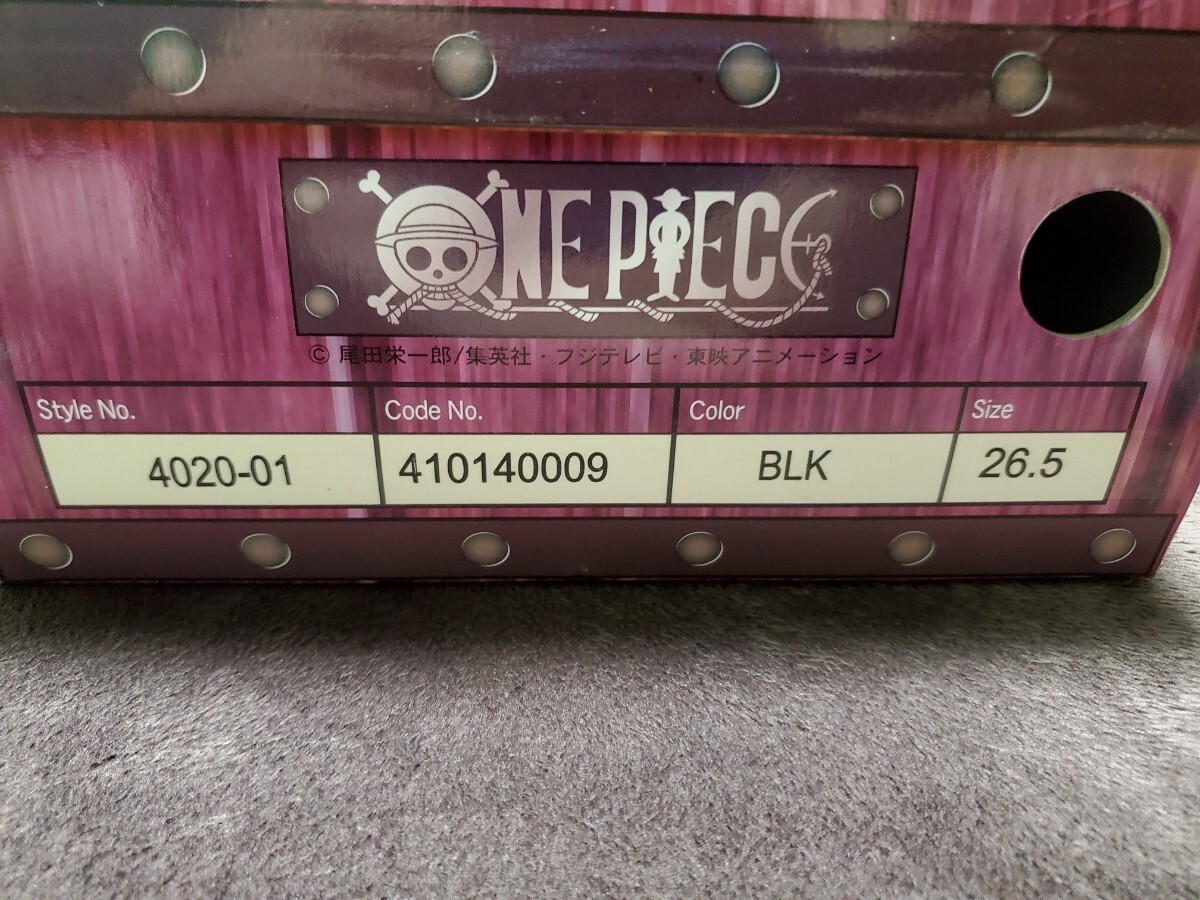 ONE PIECE
© 尾田栄一郎/集英社・フジテレビ・東映アニメーション
Style No. Code No. Color Size
4020-01 410140009 BLK 26.5